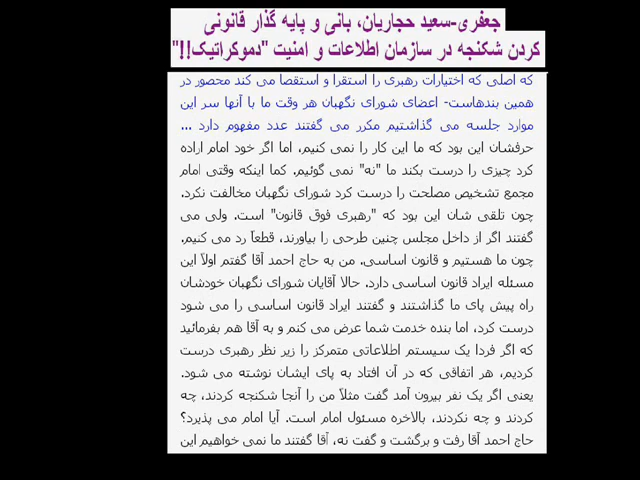 جعفری-سعید حجاریان، بانی و پایه گذار قانونی
کردن شکنجه در سازمان اطلاعات و امنیت "دموکراتیک!!"
که اصلی که اختیارات رهبری را استقرا و استقصا می کند محصور در
همین بندهاست- اعضای شورای نگهبان هر وقت ما با آنها سر این
موارد جلسه می گذاشتیم مکرر می گفتند عدد مفهوم دارد ...
حرفشان این بود که ما این کار را نمی کنیم، اما اگر خود امام اراده
کرد چیزی را درست بکند ما "نه" نمی گوئیم. کما اینکه وقتی امام
مجمع تشخیص مصلحت را درست کرد شورای نگهبان مخالفت نکرد.
چون تلقی شان این بود که "رهبری فوق قانون" است. ولی می
گفتند اگر از داخل مجلس چنین طرحی را بیاورند، قطعاً رد می کنیم.
چون ما هستیم و قانون اساسی. من به حاج احمد آقا گفتم اولاً این
مسئله ایراد قانون اساسی دارد. حالا آقایان شورای نگهبان خودشان
راه پیش پای ما گذاشتند و گفتند ایراد قانون اساسی را می شود
درست کرد، اما بنده خدمت شما عرض می کنم و به آقا هم بفرمائید
که اگر فردا یک سیستم اطلاعاتی متمرکز را زیر نظر رهبری درست
کردیم، هر اتفاقی که در آن افتاد به پای ایشان نوشته می شود.
یعنی اگر یک نفر بیرون آمد گفت مثلاً من را آنجا شکنجه کردند، چه
کردند و چه نکردند، بالاخره مسئول امام است. آیا امام می پذیرد؟
حاج احمد آقا رفت و برگشت و گفت نه، آقا گفتند ما نمی خواهیم این